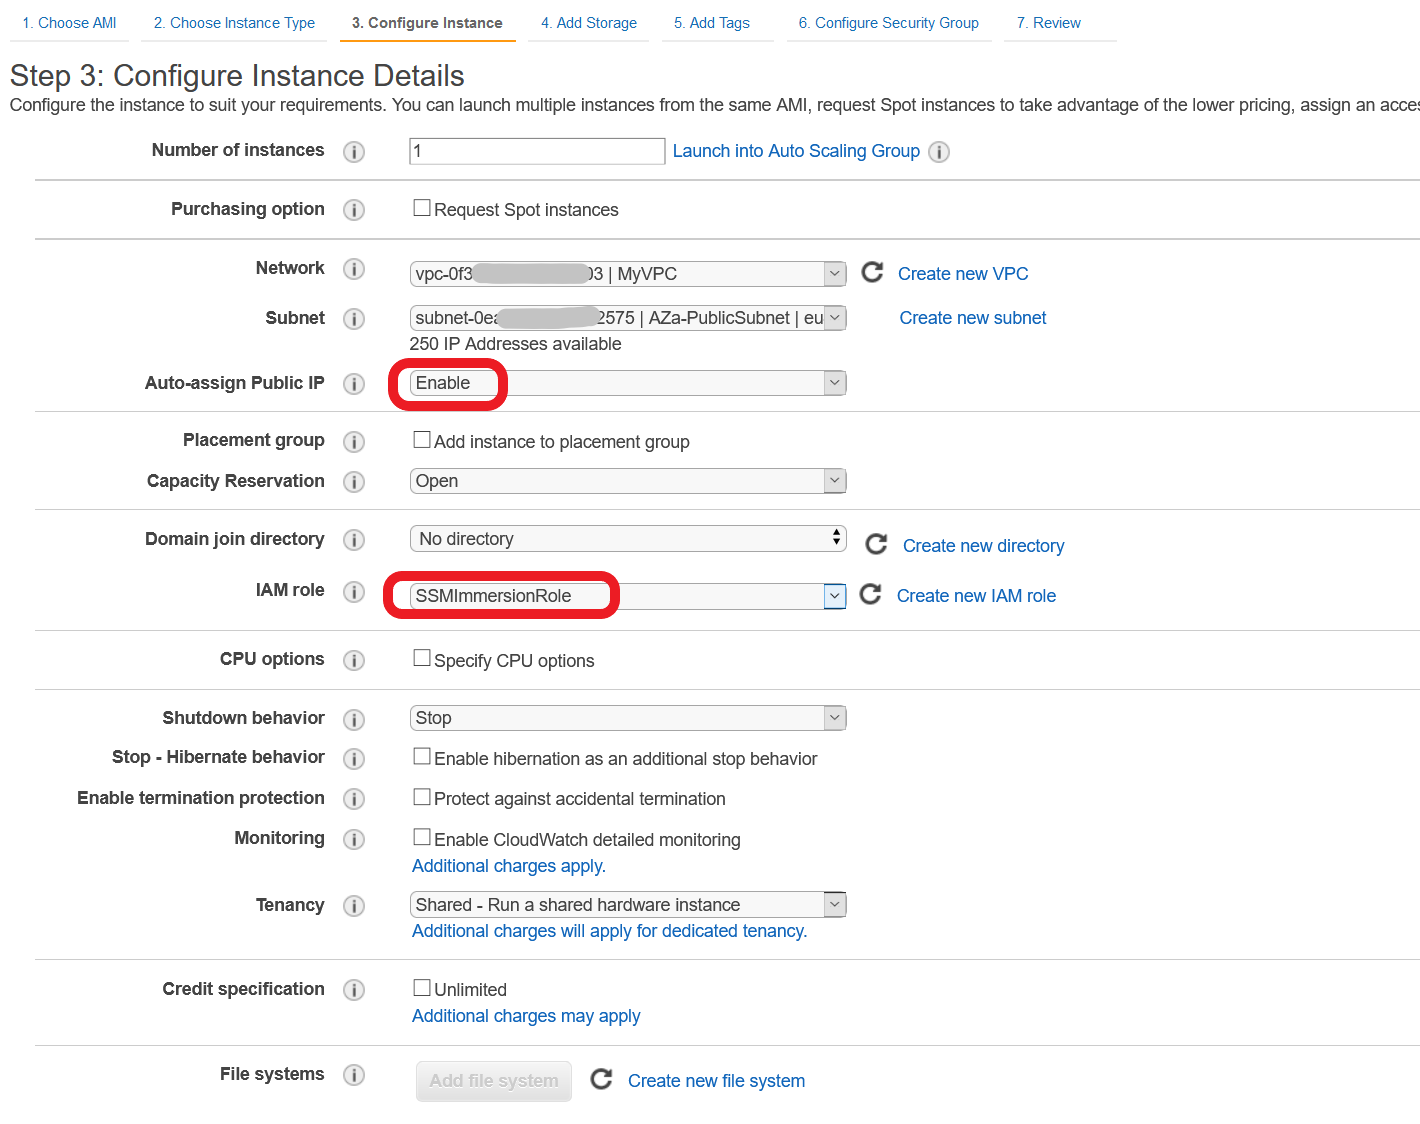 1. Choose AMI 2. Choose Instance Type 3. Configure Instance 4. Add Storage 5. Add Tags 6. Configure Security Group 7. Review
Step 3: Configure Instance Details
Configure the instance to suit your requirements. You can launch multiple instances from the same AMI, request Spot instances to take advantage of the lower pricing, assign an
Number of instances i 1 Launch into Auto Scaling Group i
Purchasing option i Request Spot instances
Network i vpc-0f3 03 | MyVPC Create new VPC
Subnet i subnet-0ea 2575 | AZa-PublicSubnet | eu Create new subnet
250 IP Addresses available
Auto-assign Public IP i Enable
Placement group i Add instance to placement group
Capacity Reservation i Open
Domain join directory i No directory Create new directory
IAM role i SSMImmersionRole Create new IAM role
CPU options i Specify CPU options
Shutdown behavior i Stop
Stop - Hibernate behavior i Enable hibernation as an additional stop behavior
Enable termination protection i Protect against accidental termination
Monitoring i Enable CloudWatch detailed monitoring
Additional charges apply.
Tenancy i Shared - Run a shared hardware instance
Additional charges will apply for dedicated tenancy.
Credit specification i Unlimited
Additional charges may apply
File systems i Add file system Create new file system